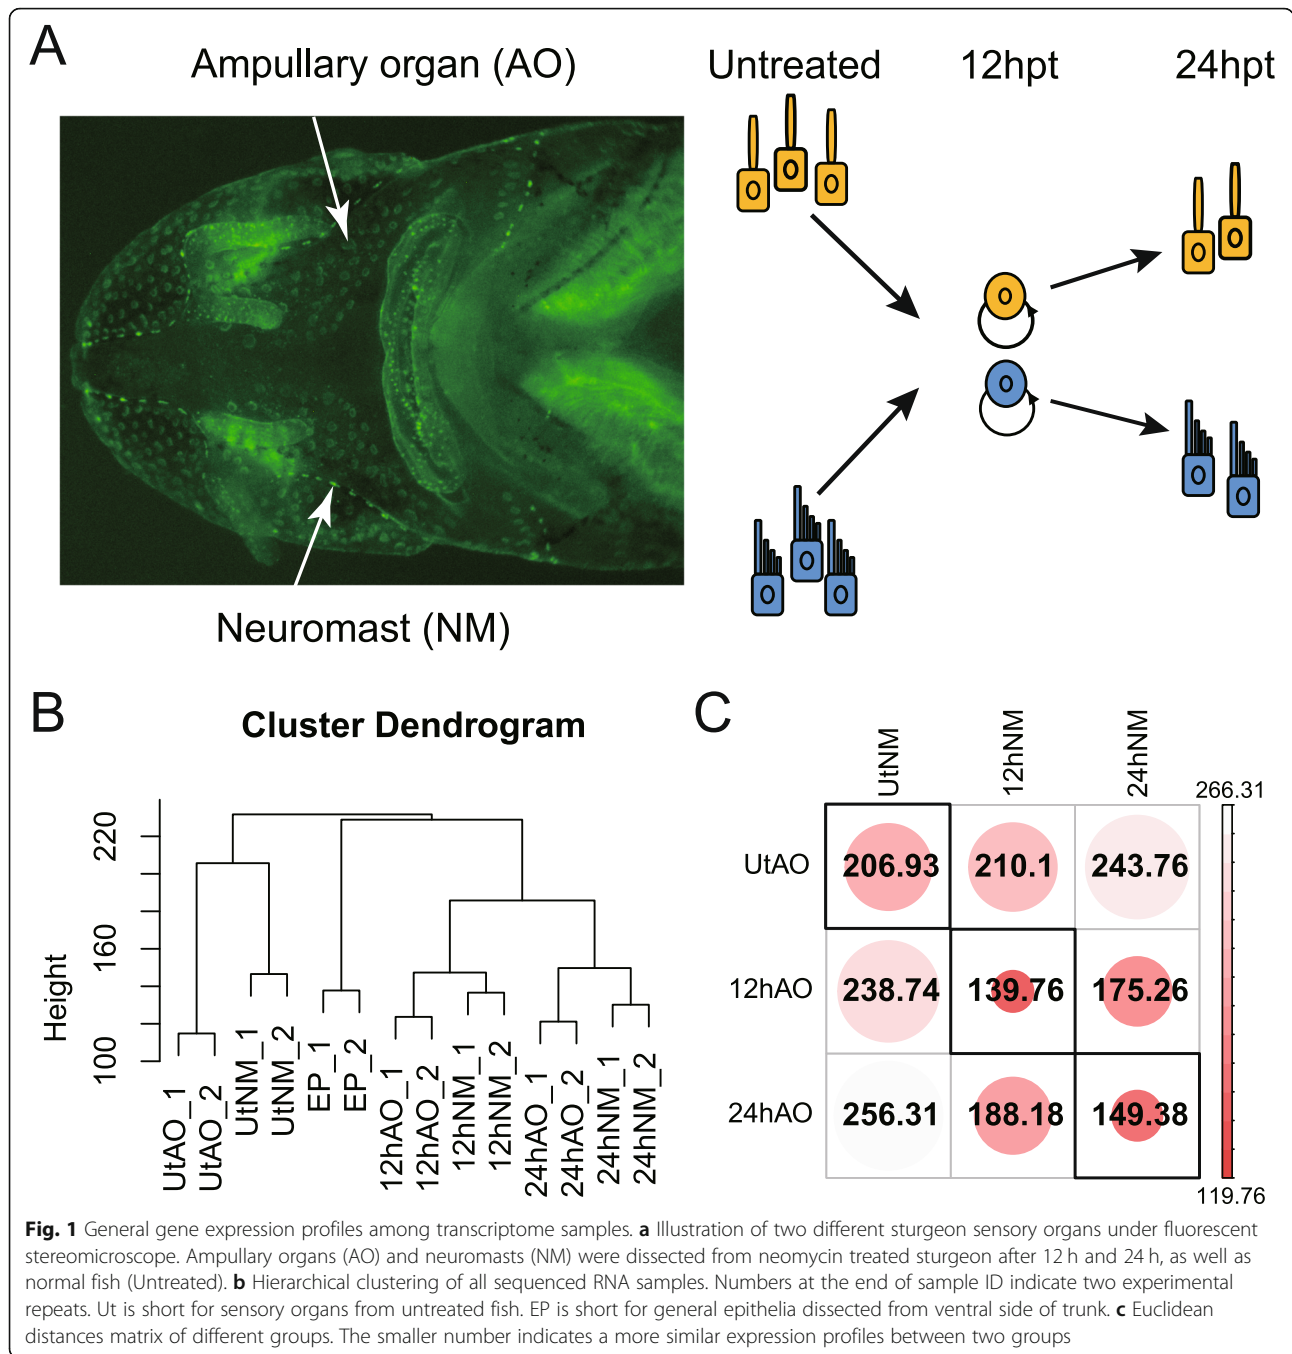 A
Ampullary organ (AO)
Untreated
12hpt
24hpt
Neuromast (NM)
B
Cluster Dendrogram
Height
100
160
220
UtAO_1
UtAO_2
UtNM_1
UtNM_2
EP_1
EP_2
12hAO_1
12hAO_2
12hNM_1
12hNM_2
24hAO_1
24hAO_2
24hNM_1
24hNM_2
C
UtNM
12hNM
24hNM
266.31
UtAO
206.93
210.1
243.76
12hAO
238.74
139.76
175.26
24hAO
256.31
188.18
149.38
119.76
Fig. 1 General gene expression profiles among transcriptome samples. a Illustration of two different sturgeon sensory organs under fluorescent
stereomicroscope. Ampullary organs (AO) and neuromasts (NM) were dissected from neomycin treated sturgeon after 12 h and 24 h, as well as
normal fish (Untreated). b Hierarchical clustering of all sequenced RNA samples. Numbers at the end of sample ID indicate two experimental
repeats. Ut is short for sensory organs from untreated fish. EP is short for general epithelia dissected from ventral side of trunk. c Euclidean
distances matrix of different groups. The smaller number indicates a more similar expression profiles between two groups